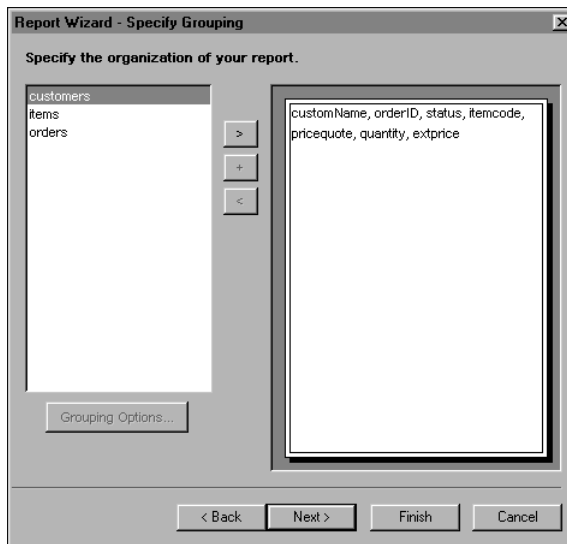 Report Wizard - Specify Grouping
Specify the organization of your report.
customers
items
orders
>
+
<
customName, orderID, status, itemcode,
pricequote, quantity, extprice
Grouping Options...
< Back
Next >
Finish
Cancel